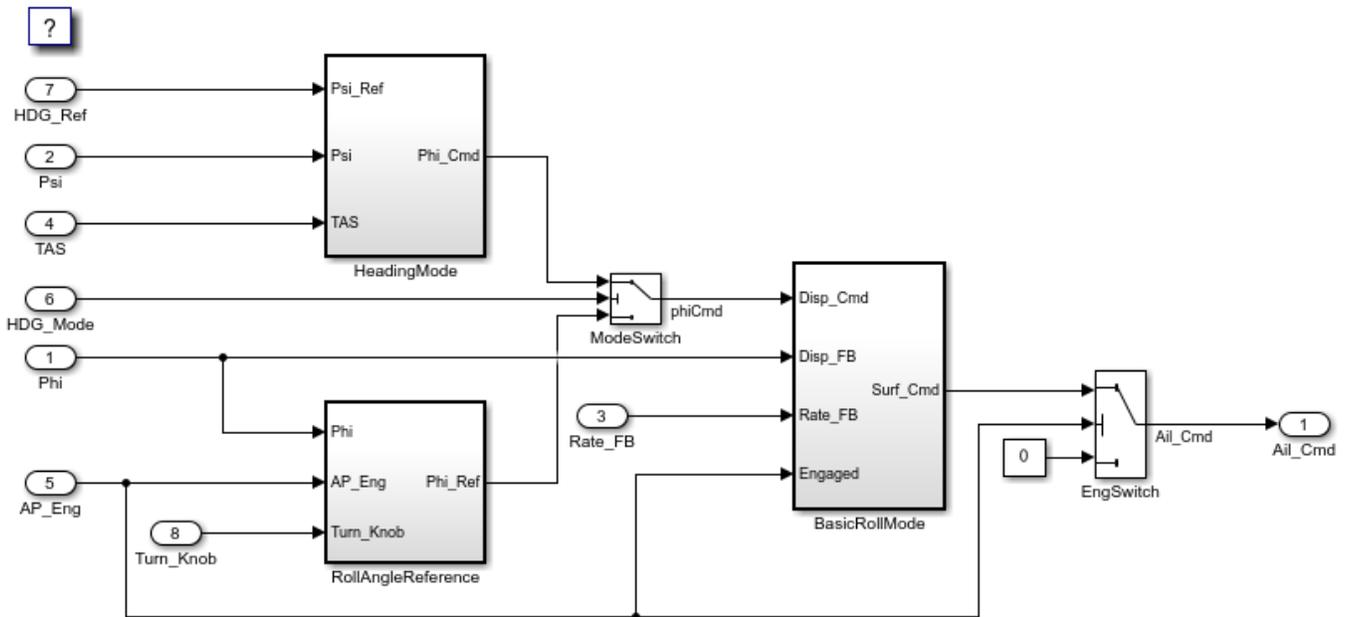 ?
7
HDG_Ref
2
Psi
4
TAS
Psi_Ref
Psi
TAS
Phi_Cmd
HeadingMode
6
HDG_Mode
1
Phi
ModeSwitch
phiCmd
5
AP_Eng
8
Turn_Knob
Phi
AP_Eng
Turn_Knob
Phi_Ref
RollAngleReference
3
Rate_FB
Disp_Cmd
Disp_FB
Rate_FB
Engaged
Surf_Cmd
BasicRollMode
0
EngSwitch
Ail_Cmd
1
Ail_Cmd